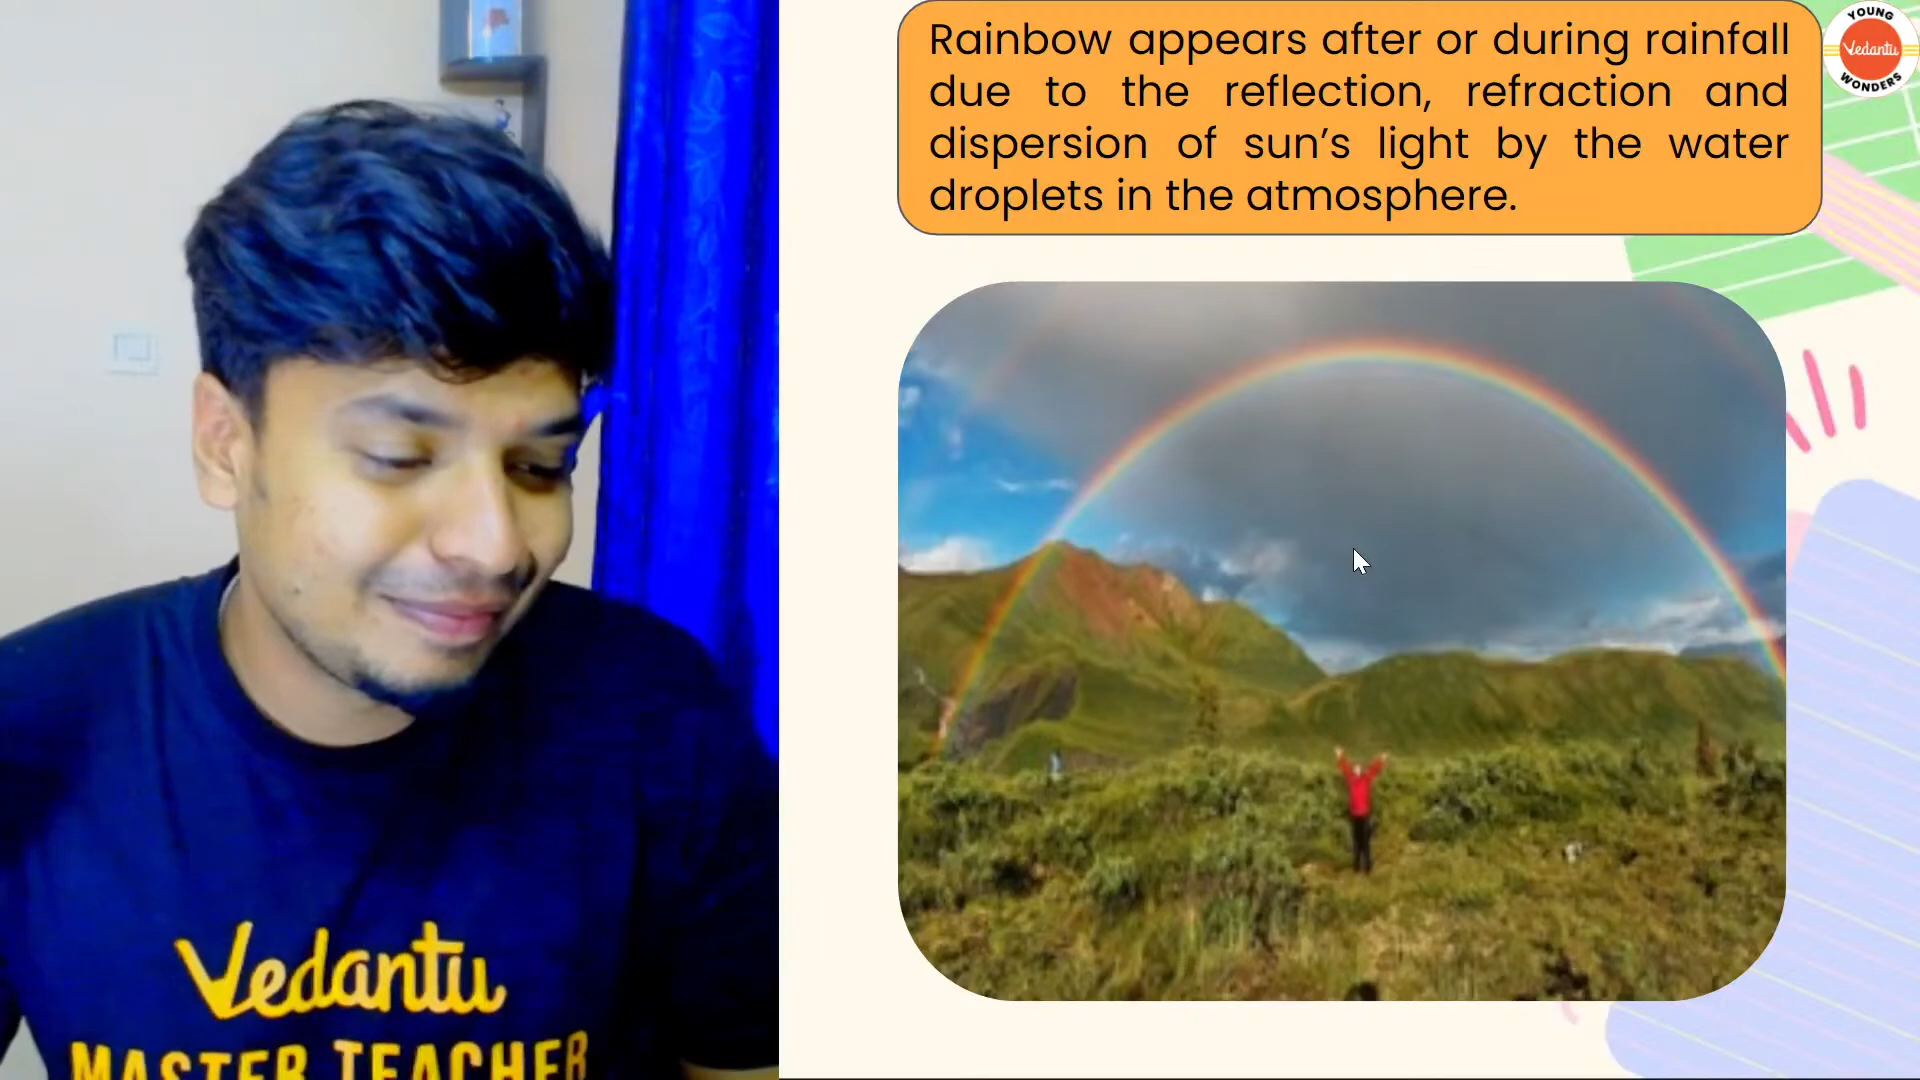 Rainbow appears after or during rainfall
due to the reflection, refraction and
dispersion of sun’s light by the water
droplets in the atmosphere.
YOUNG
Vedantu
WONDERS
Vedantu
MASTER TEACHER